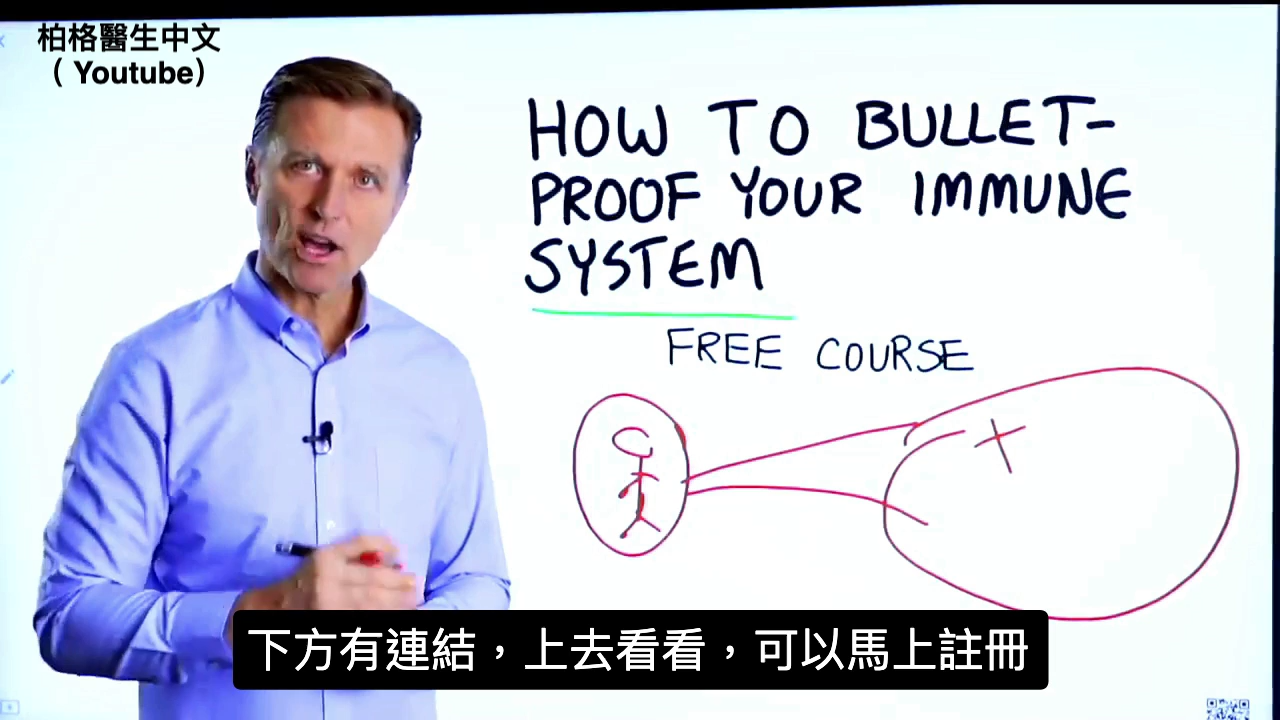 柏格醫生中文
( Youtube)
HOW TO BULLET-
PROOF YOUR IMMUNE
SYSTEM
FREE COURSE
下方有連結，上去看看，可以馬上註冊